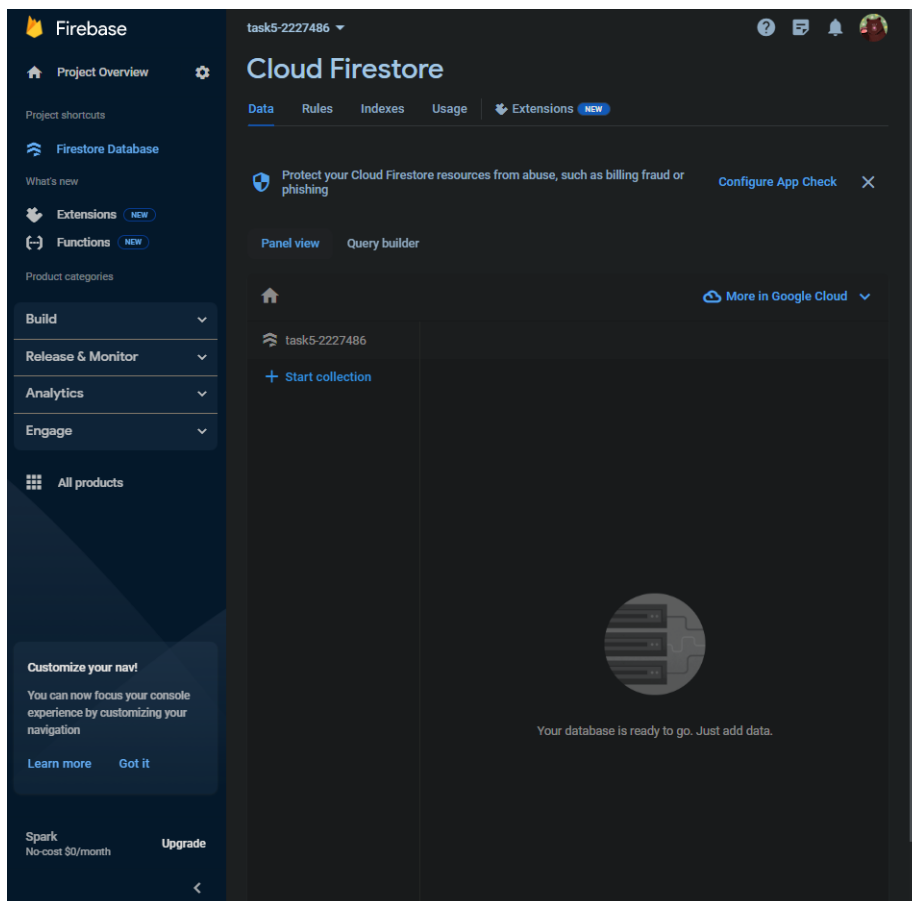 Firebase
Project Overview
Project shortcuts
Firestore Database
What's new
Extensions NEW
Functions NEW
Product categories
Build
Release & Monitor
Analytics
Engage
All products
Customize your nav!
You can now focus your console
experience by customizing your
navigation
Learn more Got it
Spark
No-cost $0/month
Upgrade
task5-2227486
Cloud Firestore
Data Rules Indexes Usage Extensions NEW
Protect your Cloud Firestore resources from abuse, such as billing fraud or
phishing
Configure App Check
Panel view Query builder
More in Google Cloud
task5-2227486
Start collection
Your database is ready to go. Just add data.